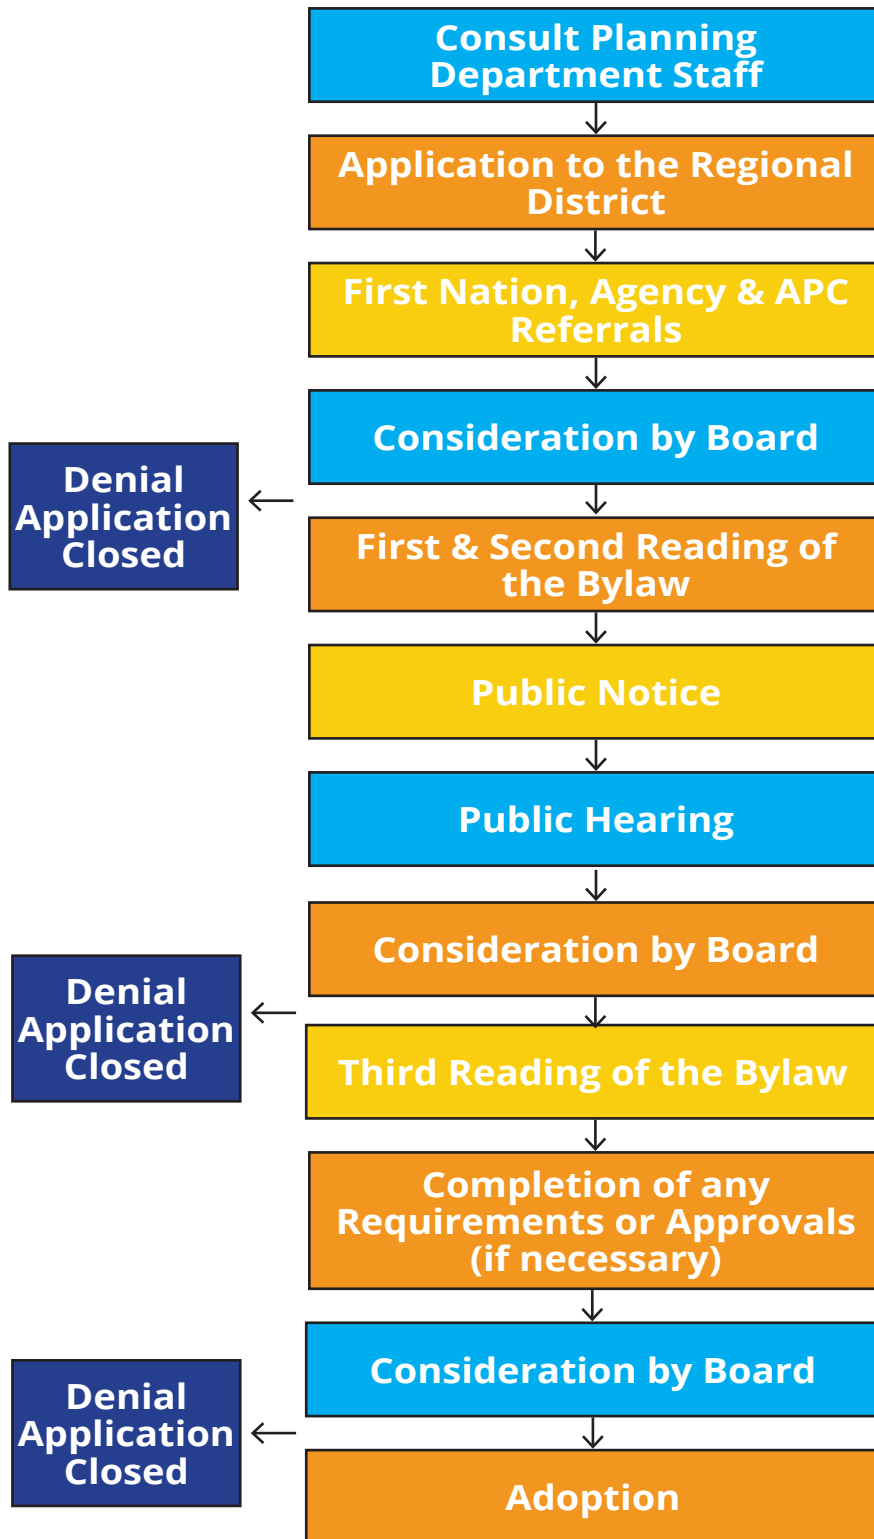 Consult Planning
Department Staff
Application to the Regional
District
First Nation, Agency & APC
Referrals
Consideration by Board
Denial
Application
Closed
First & Second Reading of
the Bylaw
Public Notice
Public Hearing
Consideration by Board
Denial
Application
Closed
Third Reading of the Bylaw
Completion of any
Requirements or Approvals
(if necessary)
Consideration by Board
Denial
Application
Closed
Adoption